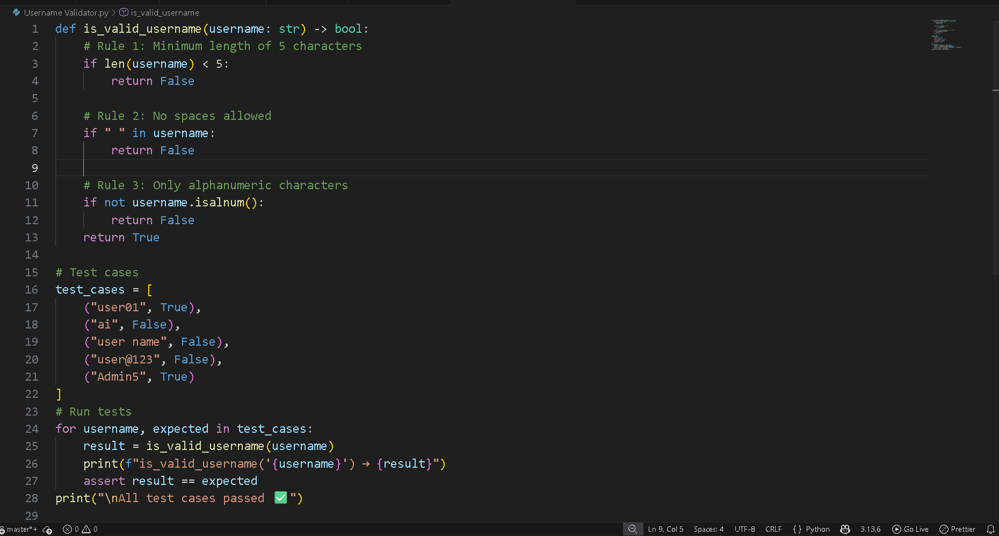 Username Validator.py > is_valid_username
1 def is_valid_username(username: str) -> bool:
2     # Rule 1: Minimum length of 5 characters
3     if len(username) < 5:
4         return False
5
6     # Rule 2: No spaces allowed
7     if " " in username:
8         return False
9
10     # Rule 3: Only alphanumeric characters
11     if not username.isalnum():
12         return False
13     return True
14
15 # Test cases
16 test_cases = [
17     ("user01", True),
18     ("ai", False),
19     ("user name", False),
20     ("user@123", False),
21     ("Admin5", True)
22 ]
23 # Run tests
24 for username, expected in test_cases:
25     result = is_valid_username(username)
26     print(f"is_valid_username('{username}') → {result}")
27     assert result == expected
28 print("\nAll test cases passed ✅")
29
master*+ 0 0 Ln 9, Col 5 Spaces: 4 UTF-8 CRLF {} Python 3.13.6 Go Live Prettier